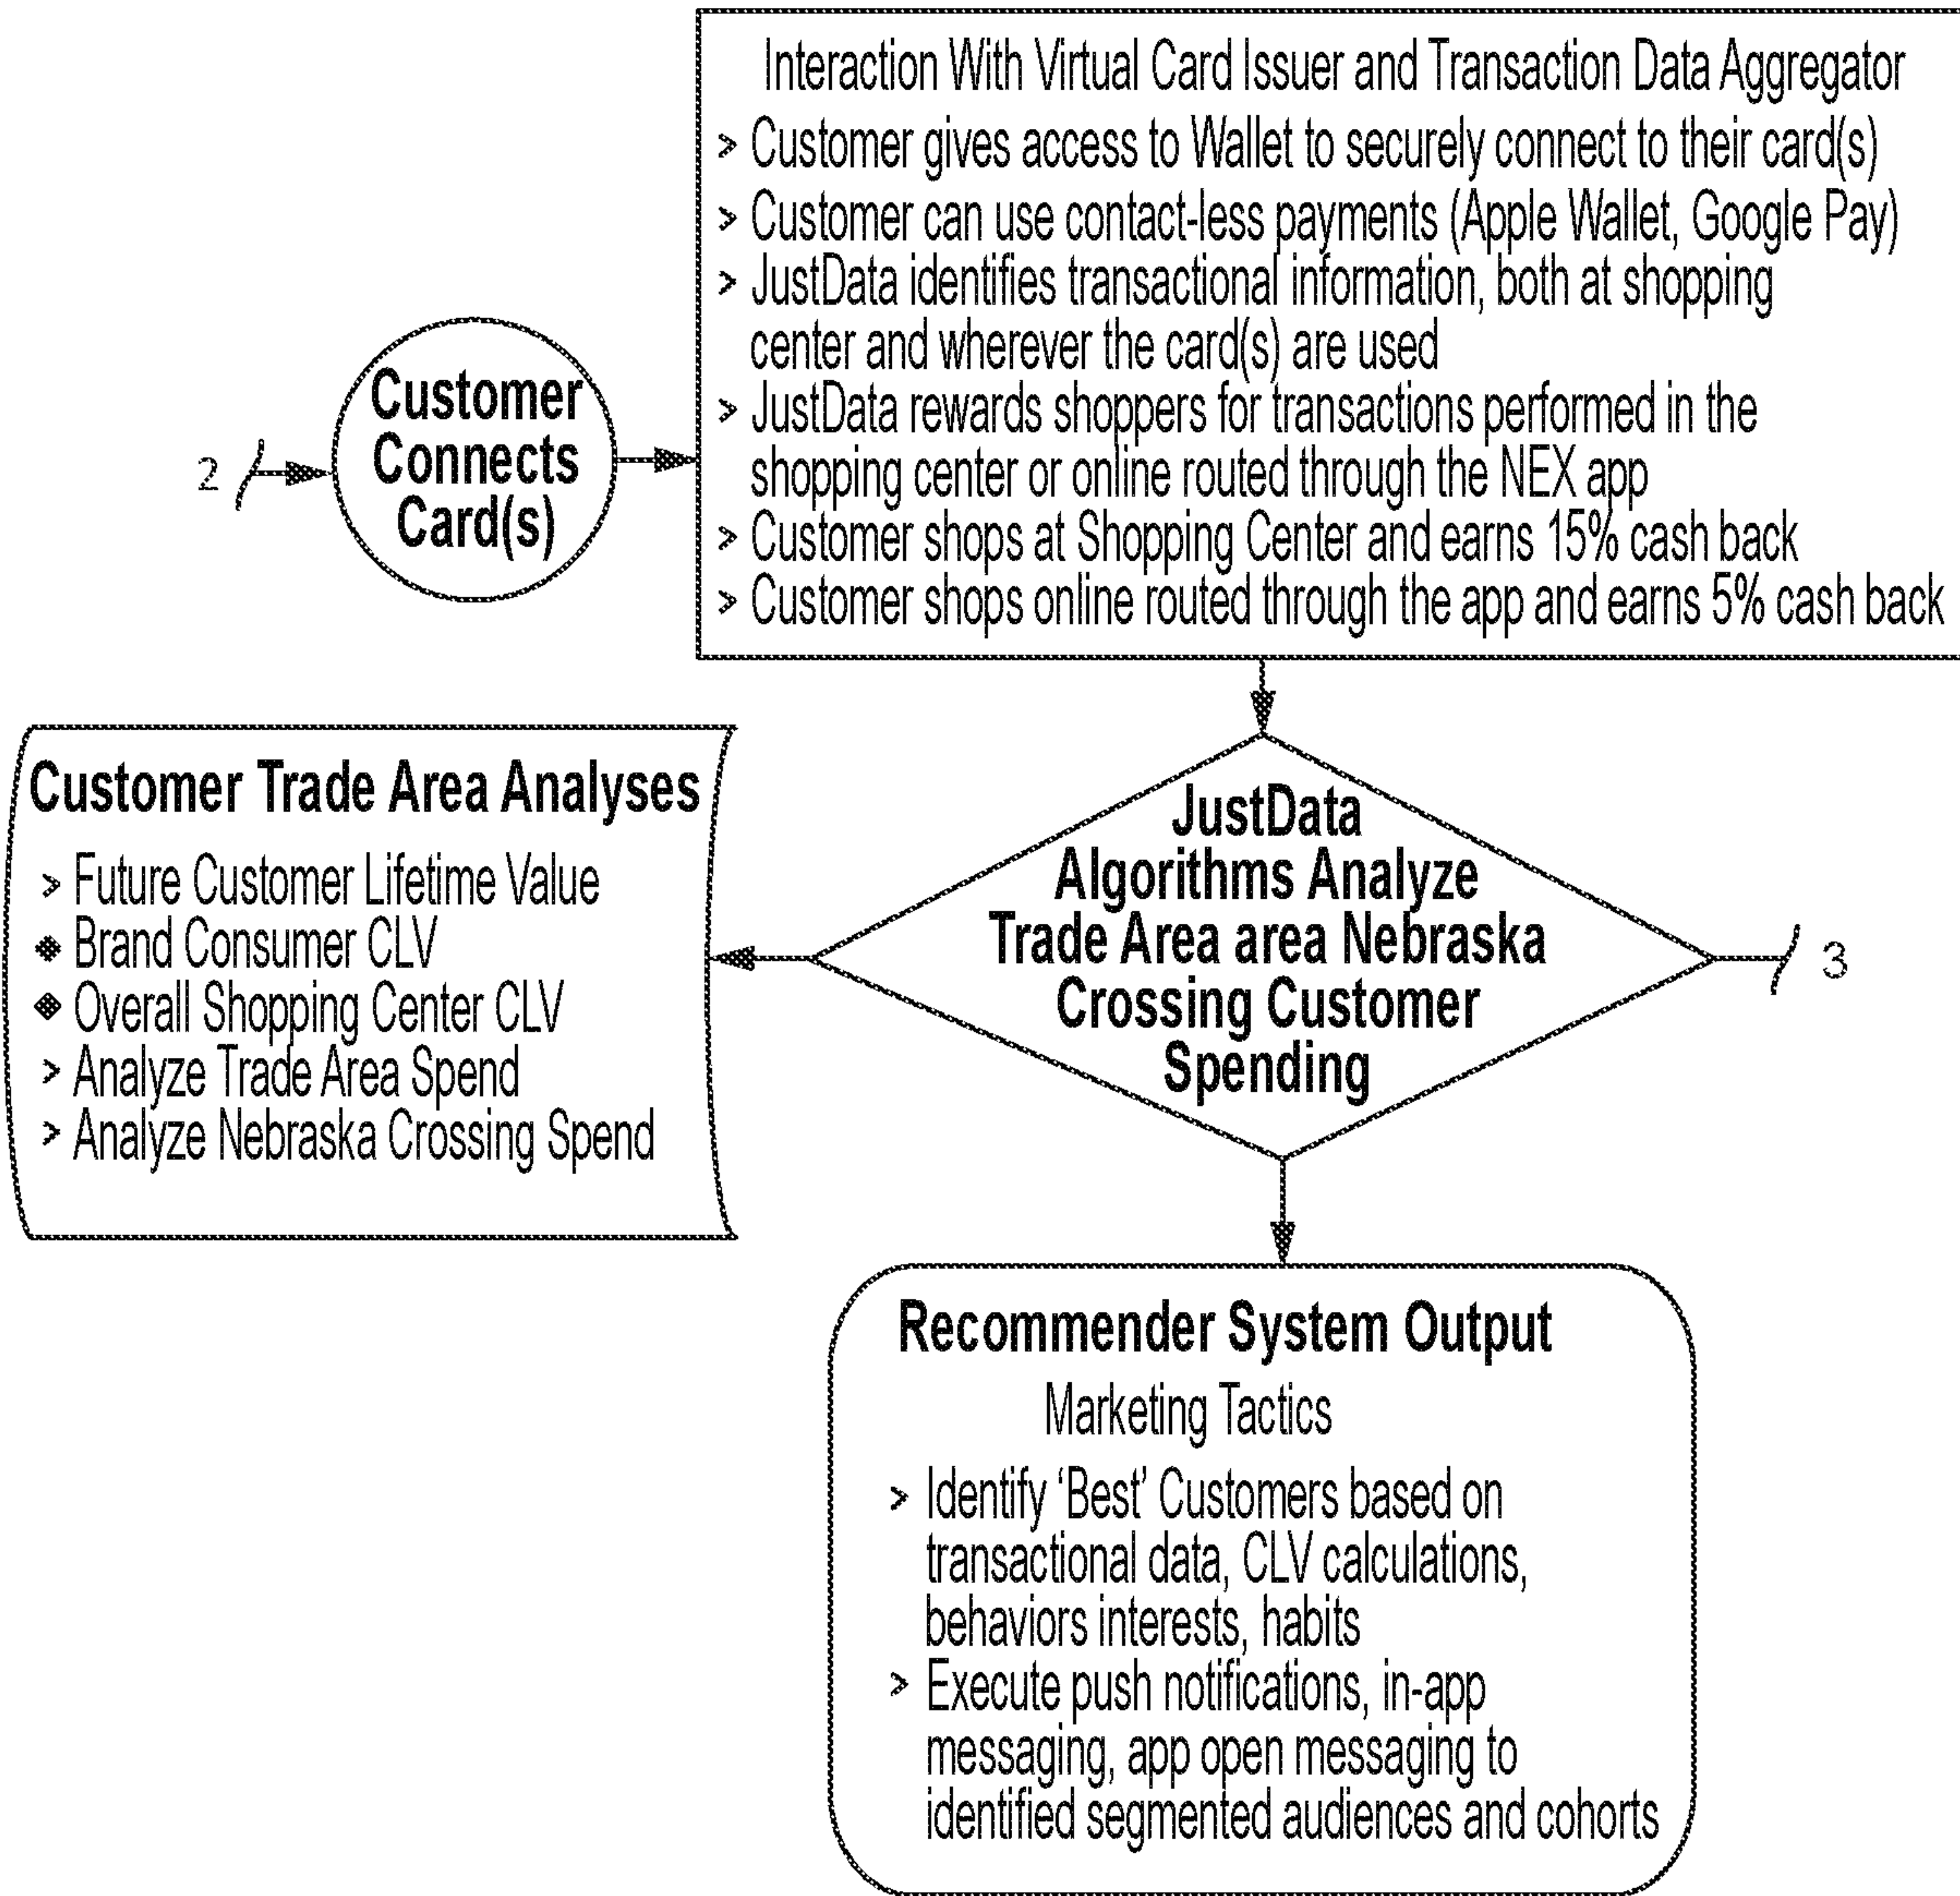 Interaction With Virtual Card Issuer and Transaction Data Aggregator
> Customer gives access to Wallet to securely connect to their card(s)
> Customer can use contact-less payments (Apple Wallet, Google Pay)
> JustData identifies transactional information, both at shopping
center and wherever the card(s) are used
> JustData rewards shoppers for transactions performed in the
shopping center or online routed through the NEX app
> Customer shops at Shopping Center and earns 15% cash back
> Customer shops online routed through the app and earns 5% cash back
2
Customer
Connects
Card(s)
Customer Trade Area Analyses
> Future Customer Lifetime Value
◆ Brand Consumer CLV
◆ Overall Shopping Center CLV
> Analyze Trade Area Spend
> Analyze Nebraska Crossing Spend
JustData
Algorithms Analyze
Trade Area area Nebraska
Crossing Customer
Spending
3
Recommender System Output
Marketing Tactics
> Identify ‘Best’ Customers based on
transactional data, CLV calculations,
behaviors interests, habits
> Execute push notifications, in-app
messaging, app open messaging to
identified segmented audiences and cohorts